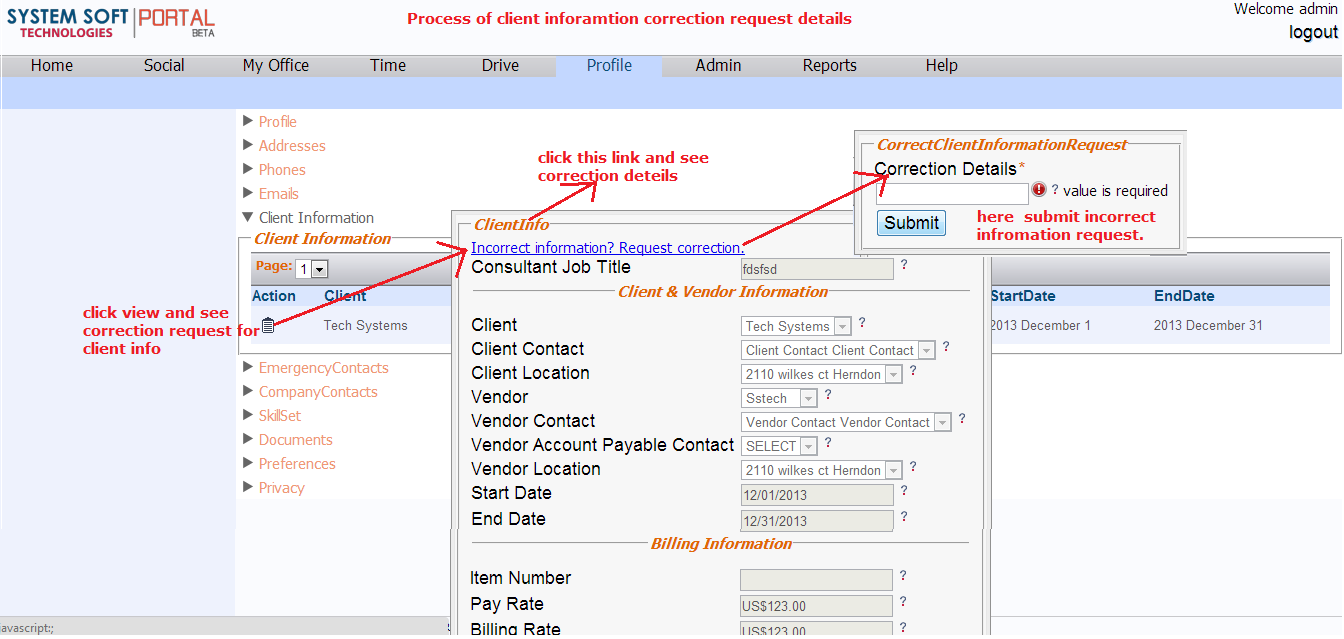 SYSTEM SOFT PORTAL
TECHNOLOGIES BETA
Process of client inforamtion correction request details
Welcome admin
logout
Home Social My Office Time Drive Profile Admin Reports Help
Profile
Addresses
Phones
Emails
Client Information
Client Information
Page: 1
Action Client StartDate EndDate
Tech Systems 2013 December 1 2013 December 31
EmergencyContacts
CompanyContacts
SkillSet
Documents
Preferences
Privacy
click view and see
correction request for
client info
click this link and see
correction deteils
ClientInfo
Incorrect information? Request correction.
Consultant Job Title fdsfsd ?
Client & Vendor Information
Client Tech Systems ?
Client Contact Client Contact Client Contact ?
Client Location 2110 wilkes ct Herndon ?
Vendor Sstech ?
Vendor Contact Vendor Contact Vendor Contact ?
Vendor Account Payable Contact SELECT ?
Vendor Location 2110 wilkes ct Herndon ?
Start Date 12/01/2013 ?
End Date 12/31/2013 ?
Billing Information
Item Number ?
Pay Rate US$123.00 ?
Billing Rate US$123.00 ?
CorrectClientInformationRequest
Correction Details*
? value is required
Submit
here submit incorrect
infromation request.
avascript:;